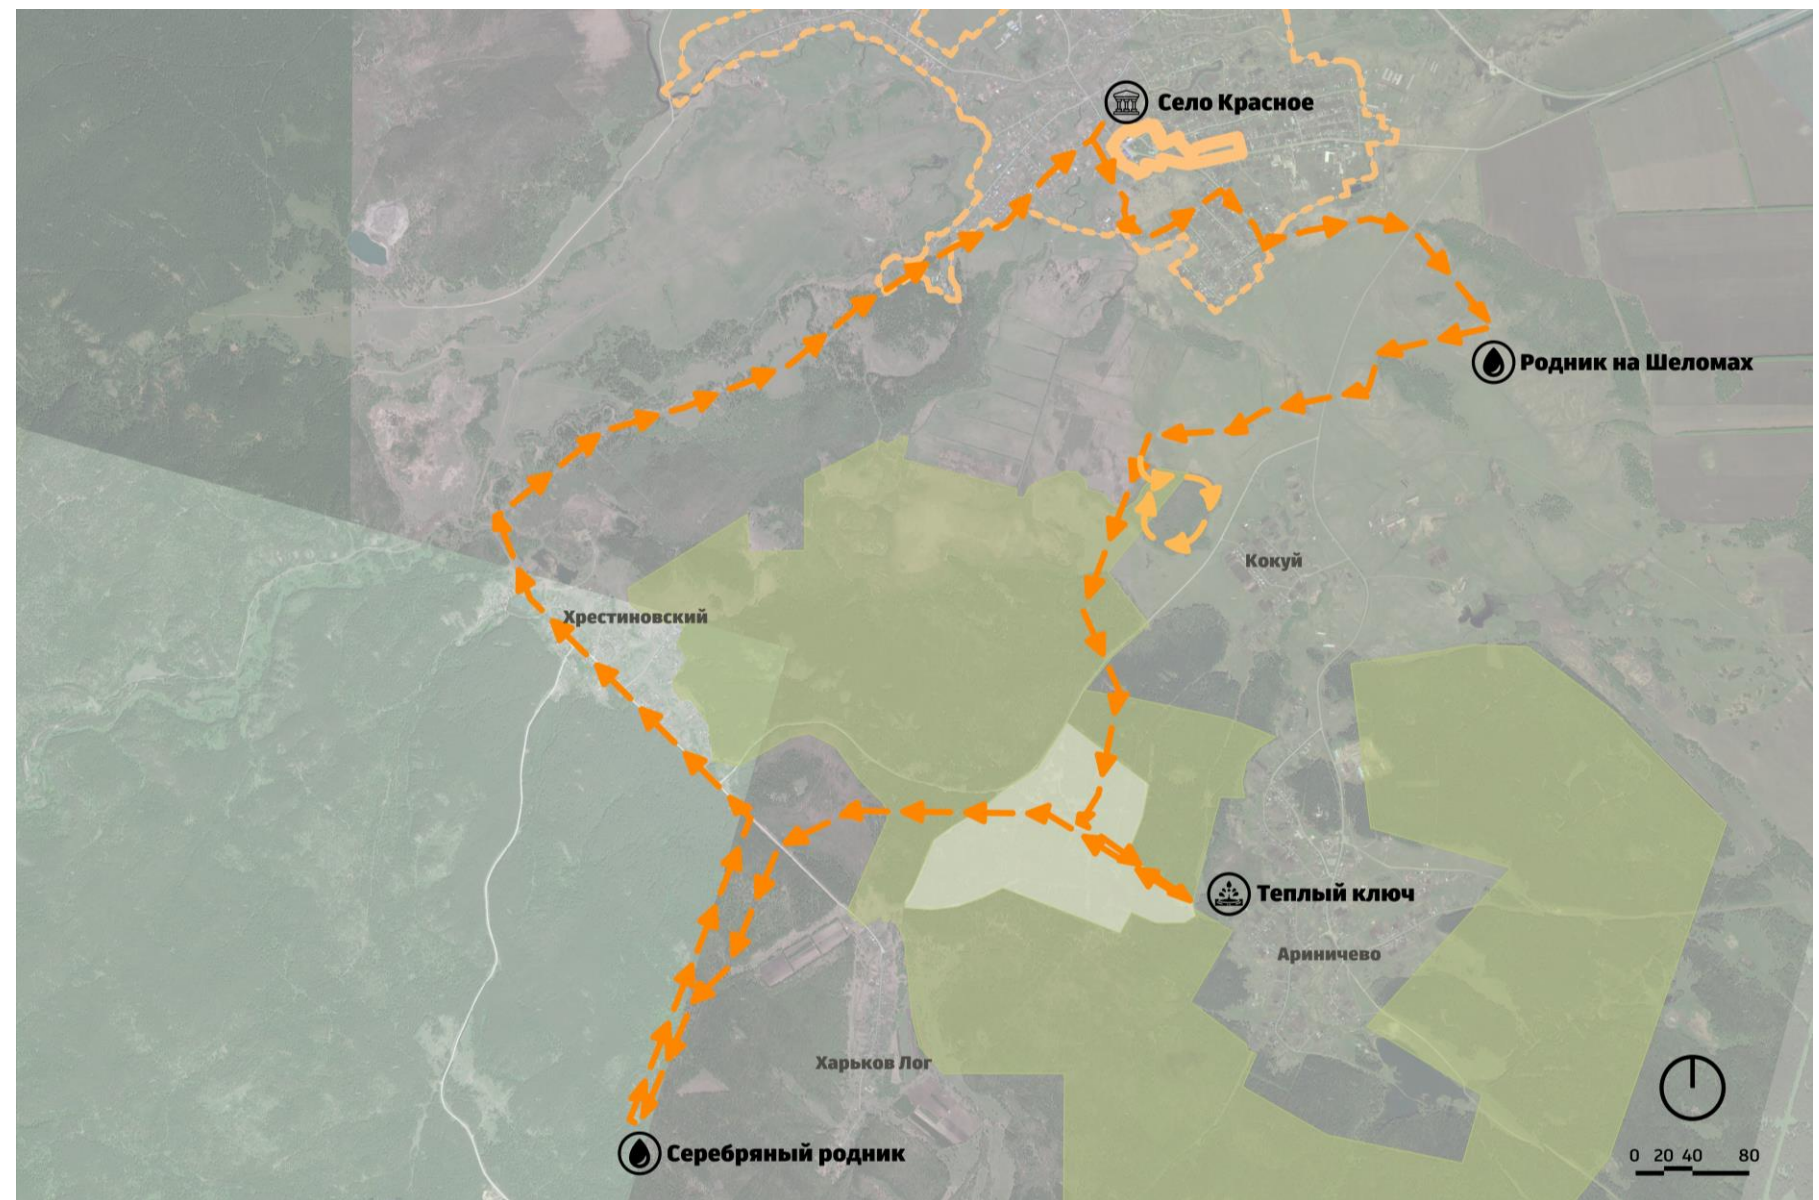 Село Красное
Родник на Шеломах
Кокуй
Хрестиновский
Теплый ключ
Ариничево
Харьков Лог
Серебряный родник
0 20 40 80